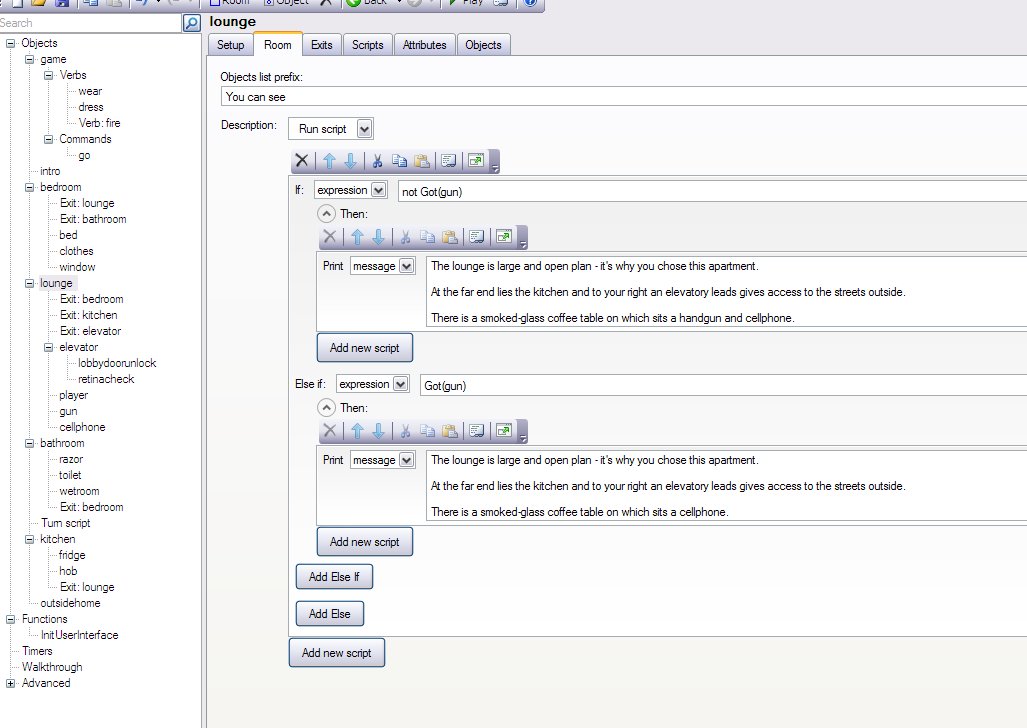 Room Object Back Play
lounge
Search
Setup Room Exits Scripts Attributes Objects
Objects
game
Verbs
wear
dress
Verb: fire
Commands
go
intro
bedroom
Exit: lounge
Exit: bathroom
bed
clothes
window
lounge
Exit: bedroom
Exit: kitchen
Exit: elevator
elevator
lobbydoorunlock
retinacheck
player
gun
cellphone
bathroom
razor
toilet
wetroom
Exit: bedroom
Turn script
kitchen
fridge
hob
Exit: lounge
outsidehome
Functions
InitUserInterface
Timers
Walkthrough
Advanced
Objects list prefix:
You can see
Description: Run script
If: expression not Got(gun)
Then:
Print message The lounge is large and open plan - it's why you chose this apartment.
At the far end lies the kitchen and to your right an elevatory leads gives access to the streets outside.
There is a smoked-glass coffee table on which sits a handgun and cellphone.
Add new script
Else if: expression Got(gun)
Then:
Print message The lounge is large and open plan - it's why you chose this apartment.
At the far end lies the kitchen and to your right an elevatory leads gives access to the streets outside.
There is a smoked-glass coffee table on which sits a cellphone.
Add new script
Add Else If
Add Else
Add new script